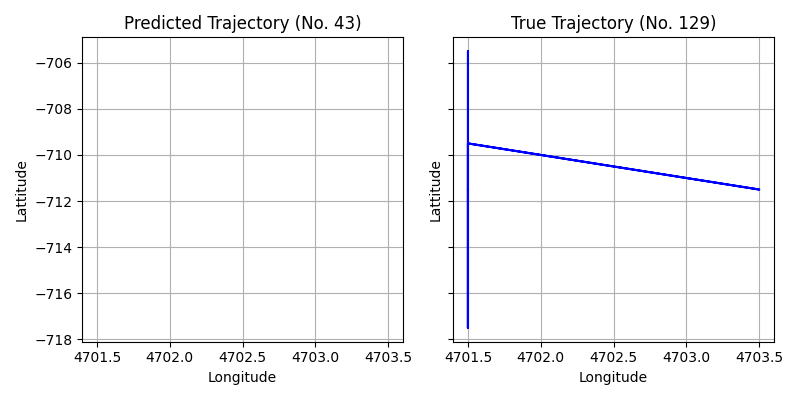 Predicted Trajectory (No. 43)
True Trajectory (No. 129)
Lattitude
−706
−708
−710
−712
−714
−716
−718
4701.5 4702.0 4702.5 4703.0 4703.5
Longitude
Lattitude
4701.5 4702.0 4702.5 4703.0 4703.5
Longitude